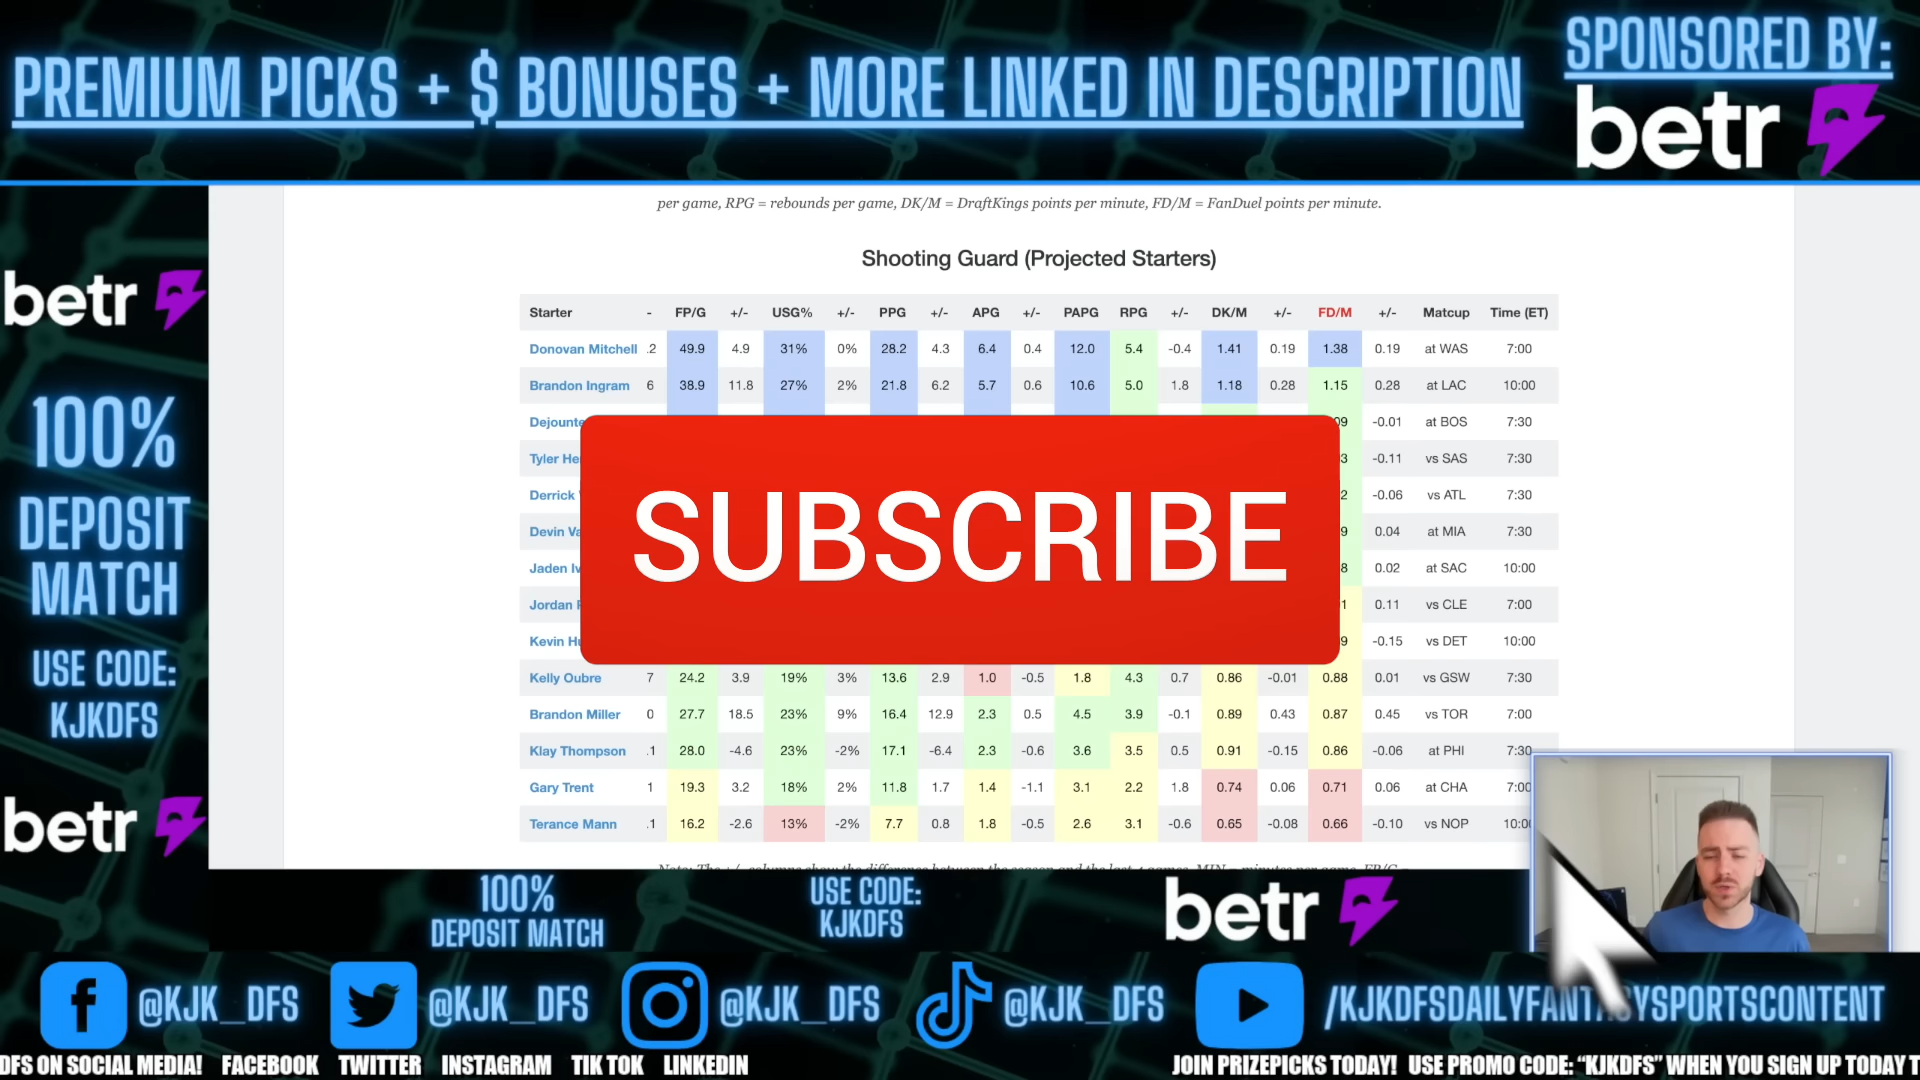 PREMIUM PICKS + $ BONUSES + MORE LINKED IN DESCRIPTION
SPONSORED BY:
betr
per game, RPG = rebounds per game, DK/M = DraftKings points per minute, FD/M = FanDuel points per minute.
Shooting Guard (Projected Starters)
Starter - FP/G +/- USG% +/- PPG +/- APG +/- PAPG RPG +/- DK/M +/- FD/M +/- Matcup Time (ET)
Donovan Mitchell .2 49.9 4.9 31% 0% 28.2 4.3 6.4 0.4 12.0 5.4 -0.4 1.41 0.19 1.38 0.19 at WAS 7:00
Brandon Ingram 6 38.9 11.8 27% 2% 21.8 6.2 5.7 0.6 10.6 5.0 1.8 1.18 0.28 1.15 0.28 at LAC 10:00
-0.01 at BOS 7:30
Tyler -0.11 vs SAS 7:30
Derrick -0.06 vs ATL 7:30
Devin 0.04 at MIA 7:30
Jaden 0.02 at SAC 10:00
Jordan 0.11 vs CLE 7:00
Kevin -0.15 vs DET 10:00
Kelly Oubre 7 24.2 3.9 19% 3% 13.6 2.9 1.0 -0.5 1.8 4.3 0.7 0.86 -0.01 0.88 0.01 vs GSW 7:30
Brandon Miller 0 27.7 18.5 23% 9% 16.4 12.9 2.3 0.5 4.5 3.9 -0.1 0.89 0.43 0.87 0.45 vs TOR 7:00
Klay Thompson .1 28.0 -4.6 23% -2% 17.1 -6.4 2.3 -0.6 3.6 3.5 0.5 0.91 -0.15 0.86 -0.06 at PHI 7:30
Gary Trent 1 19.3 3.2 18% 2% 11.8 1.7 1.4 -1.1 3.1 2.2 1.8 0.74 0.06 0.71 0.06 at CHA 7:00
Terance Mann .1 16.2 -2.6 13% -2% 7.7 0.8 1.8 -0.5 2.6 3.1 -0.6 0.65 -0.08 0.66 -0.10 vs NOP 10:00
SUBSCRIBE
betr
100%
DEPOSIT
MATCH
USE CODE:
KJKDFS
betr
100%
DEPOSIT MATCH
USE CODE:
KJKDFS
betr
@KJK_DFS @KJK_DFS @KJK_DFS @KJK_DFS /KJKDFSDAILYFANTASYSPORTSCONTENT
DFS ON SOCIAL MEDIA! FACEBOOK TWITTER INSTAGRAM TIK TOK LINKEDIN JOIN PRIZEPICKS TODAY! USE PROMO CODE: "KJKDFS" WHEN YOU SIGN UP TODAY